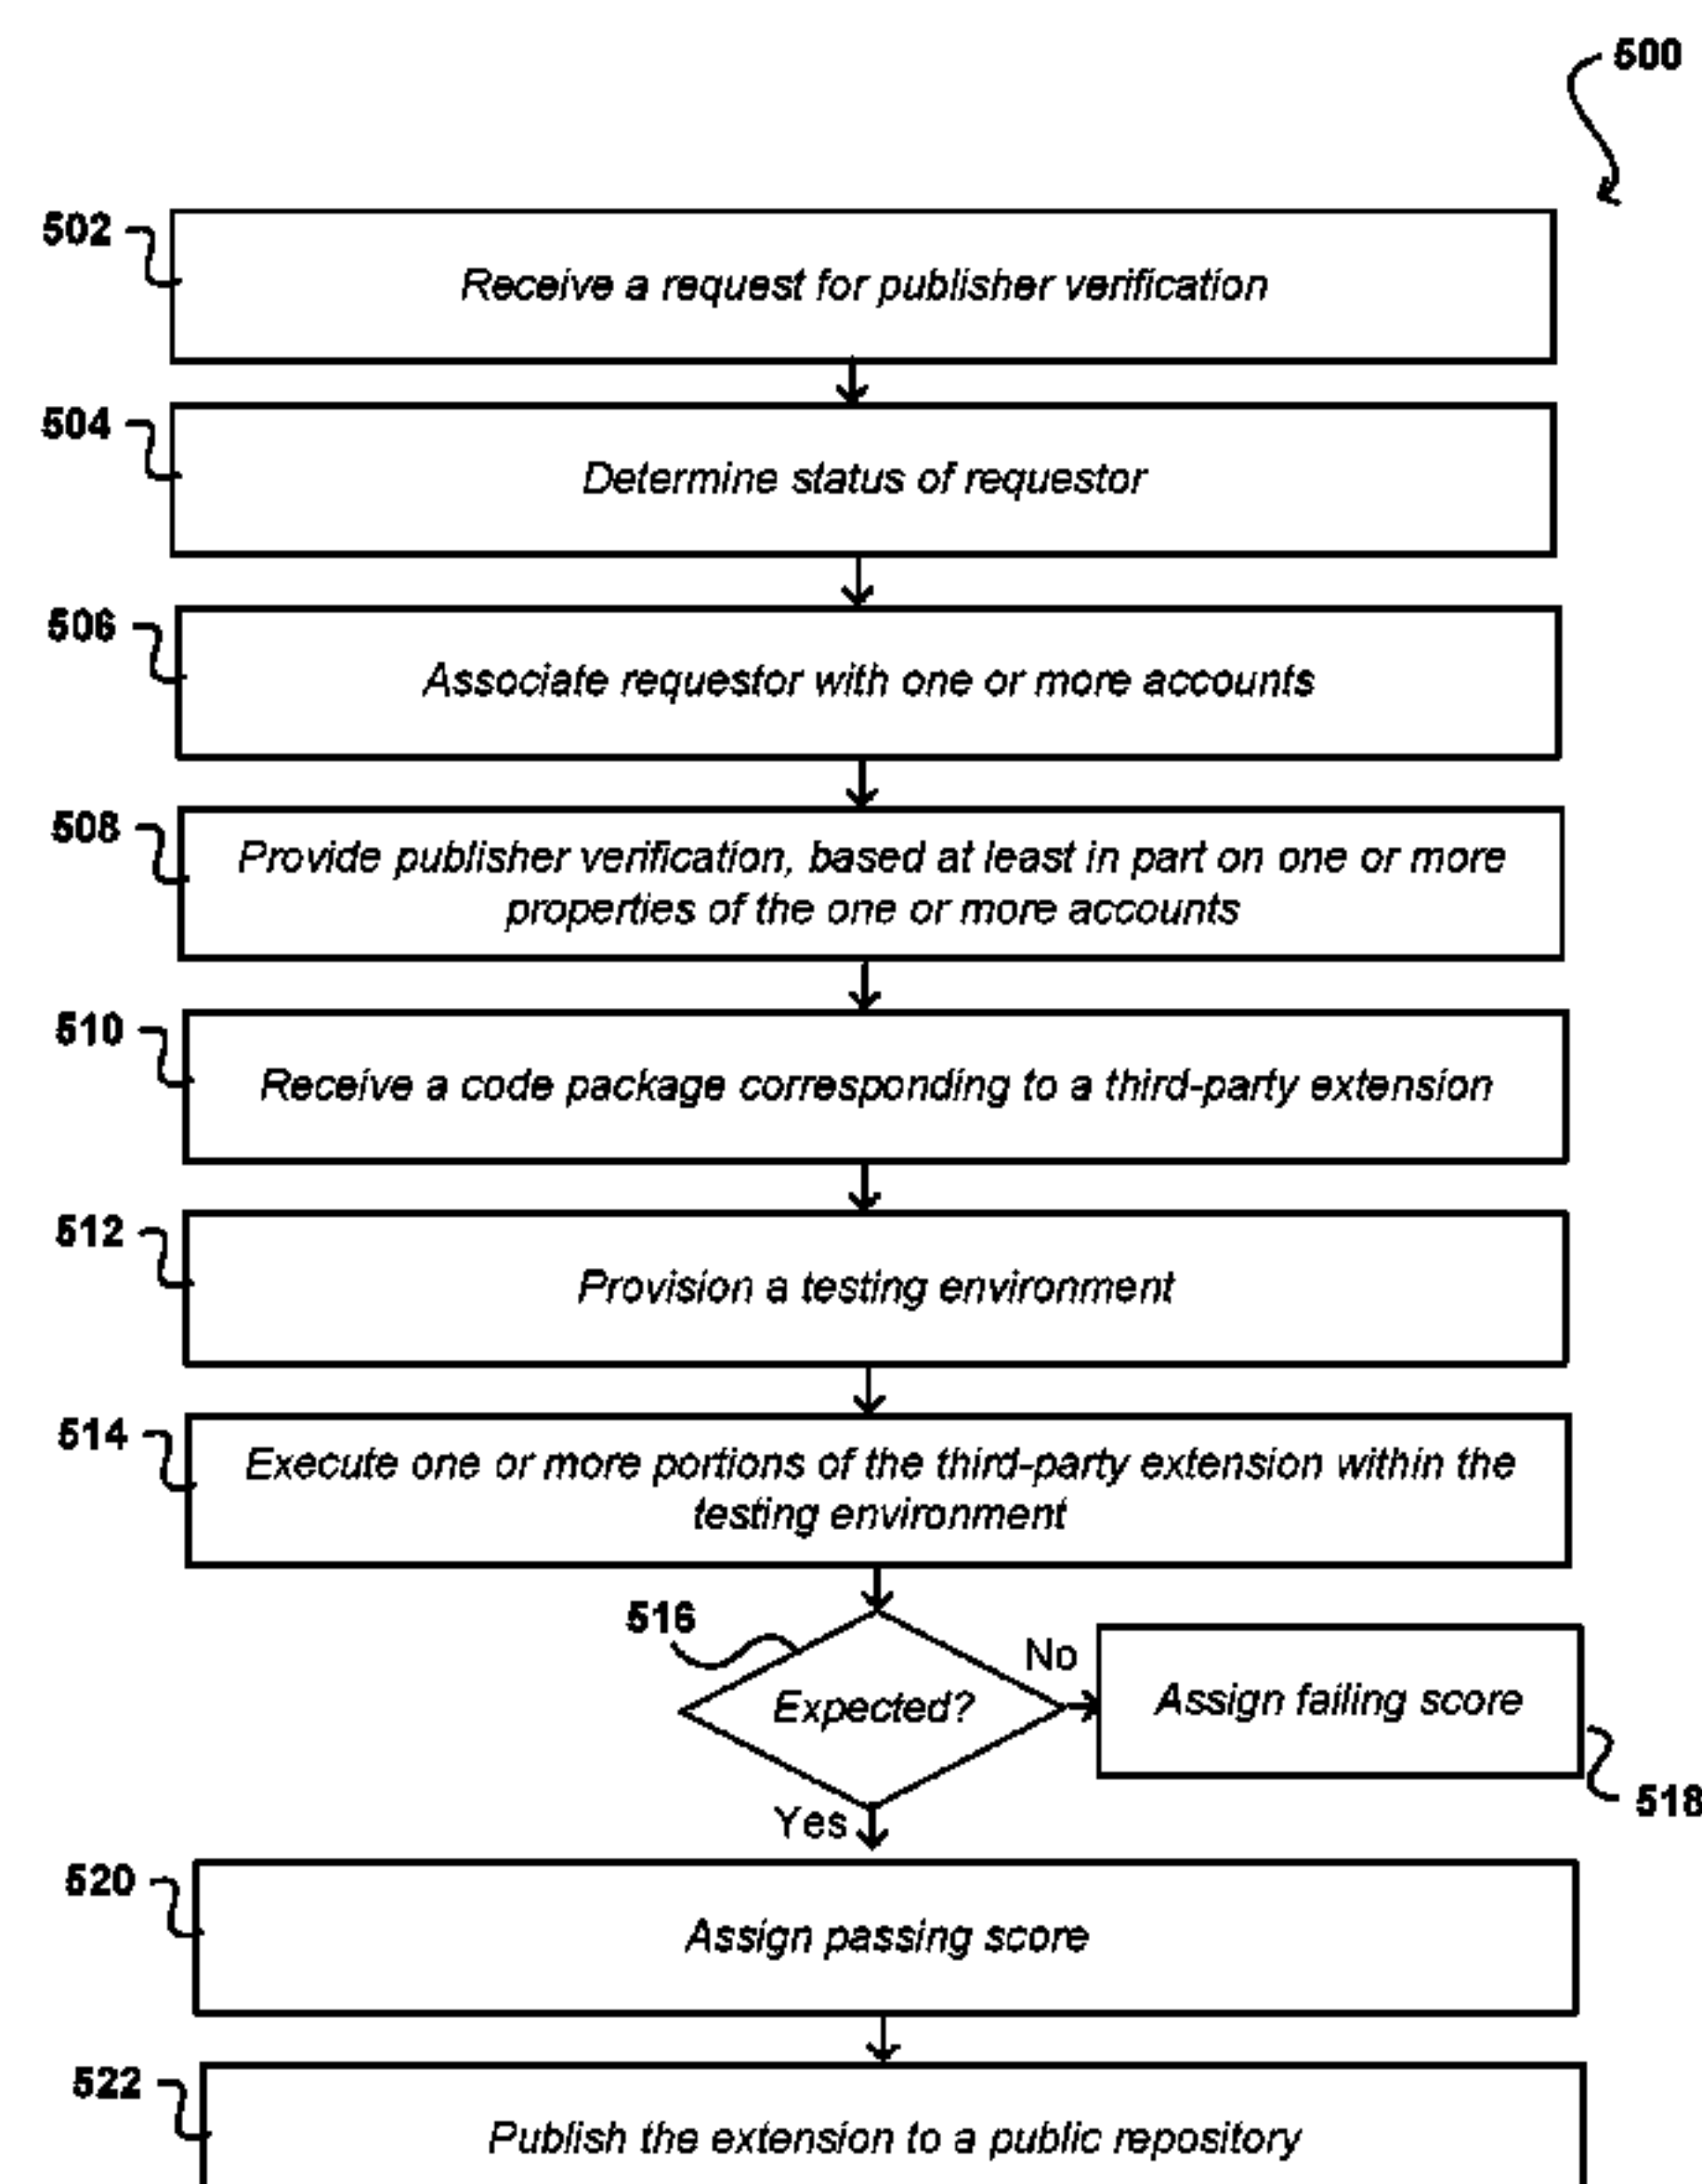 500
502
Receive a request for publisher verification
504
Determine status of requestor
506
Associate requestor with one or more accounts
508
Provide publisher verification, based at least in part on one or more
properties of the one or more accounts
510
Receive a code package corresponding to a third-party extension
512
Provision a testing environment
514
Execute one or more portions of the third-party extension within the
testing environment
516
No
Expected?
Assign failing score
518
Yes
520
Assign passing score
522
Publish the extension to a public repository